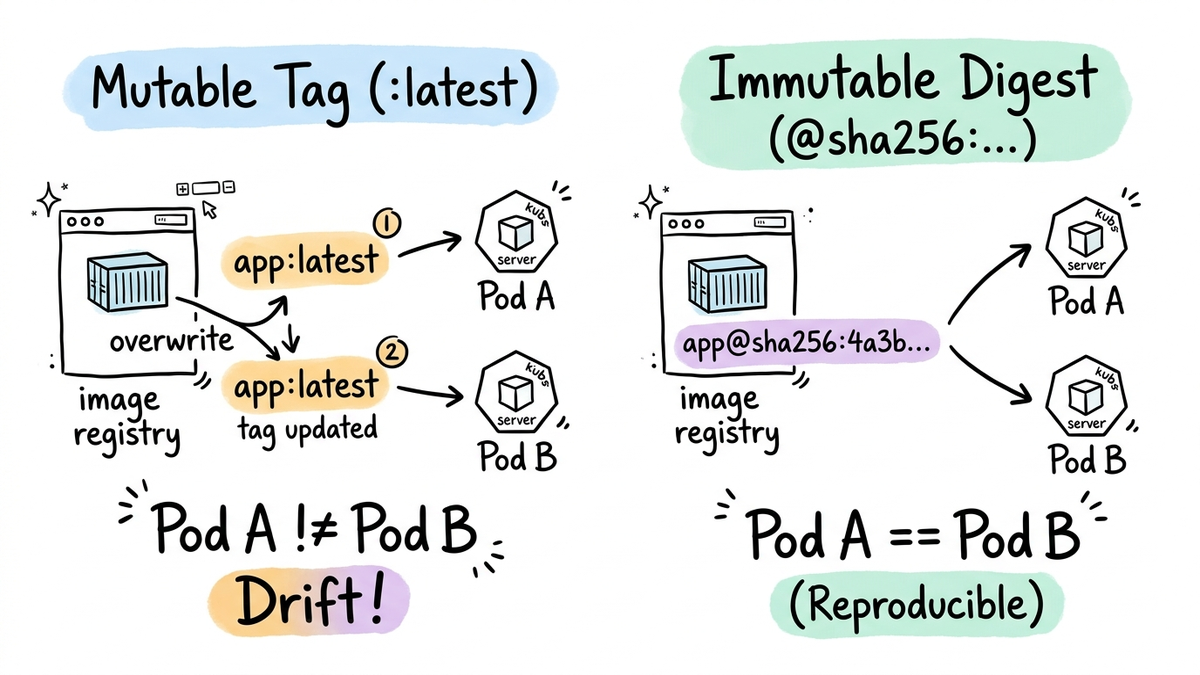 Mutable Tag (:latest)
app:latest
1
kubs
server
Pod A
overwrite
app:latest
2
tag updated
kubs
server
Pod B
image
registry
Pod A !≠ Pod B
Drift!
Immutable Digest
(@sha256:...)
kubs
server
Pod A
app@sha256:4a3b...
kubs
server
Pod B
image
registry
Pod A == Pod B
(Reproducible)